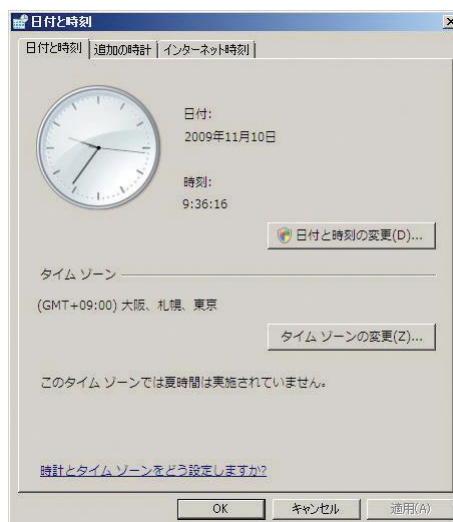 日付と時刻
日付と時刻 追加の時計 インターネット時刻
日付:
2009年11月10日
時刻:
9:36:16
日付と時刻の変更(D)...
タイム ゾーン
(GMT+09:00) 大阪、札幌、東京
タイム ゾーンの変更(Z)...
このタイム ゾーンでは夏時間は実施されていません。
時計とタイム ゾーンをどう設定しますか?
OK キャンセル 適用(A)